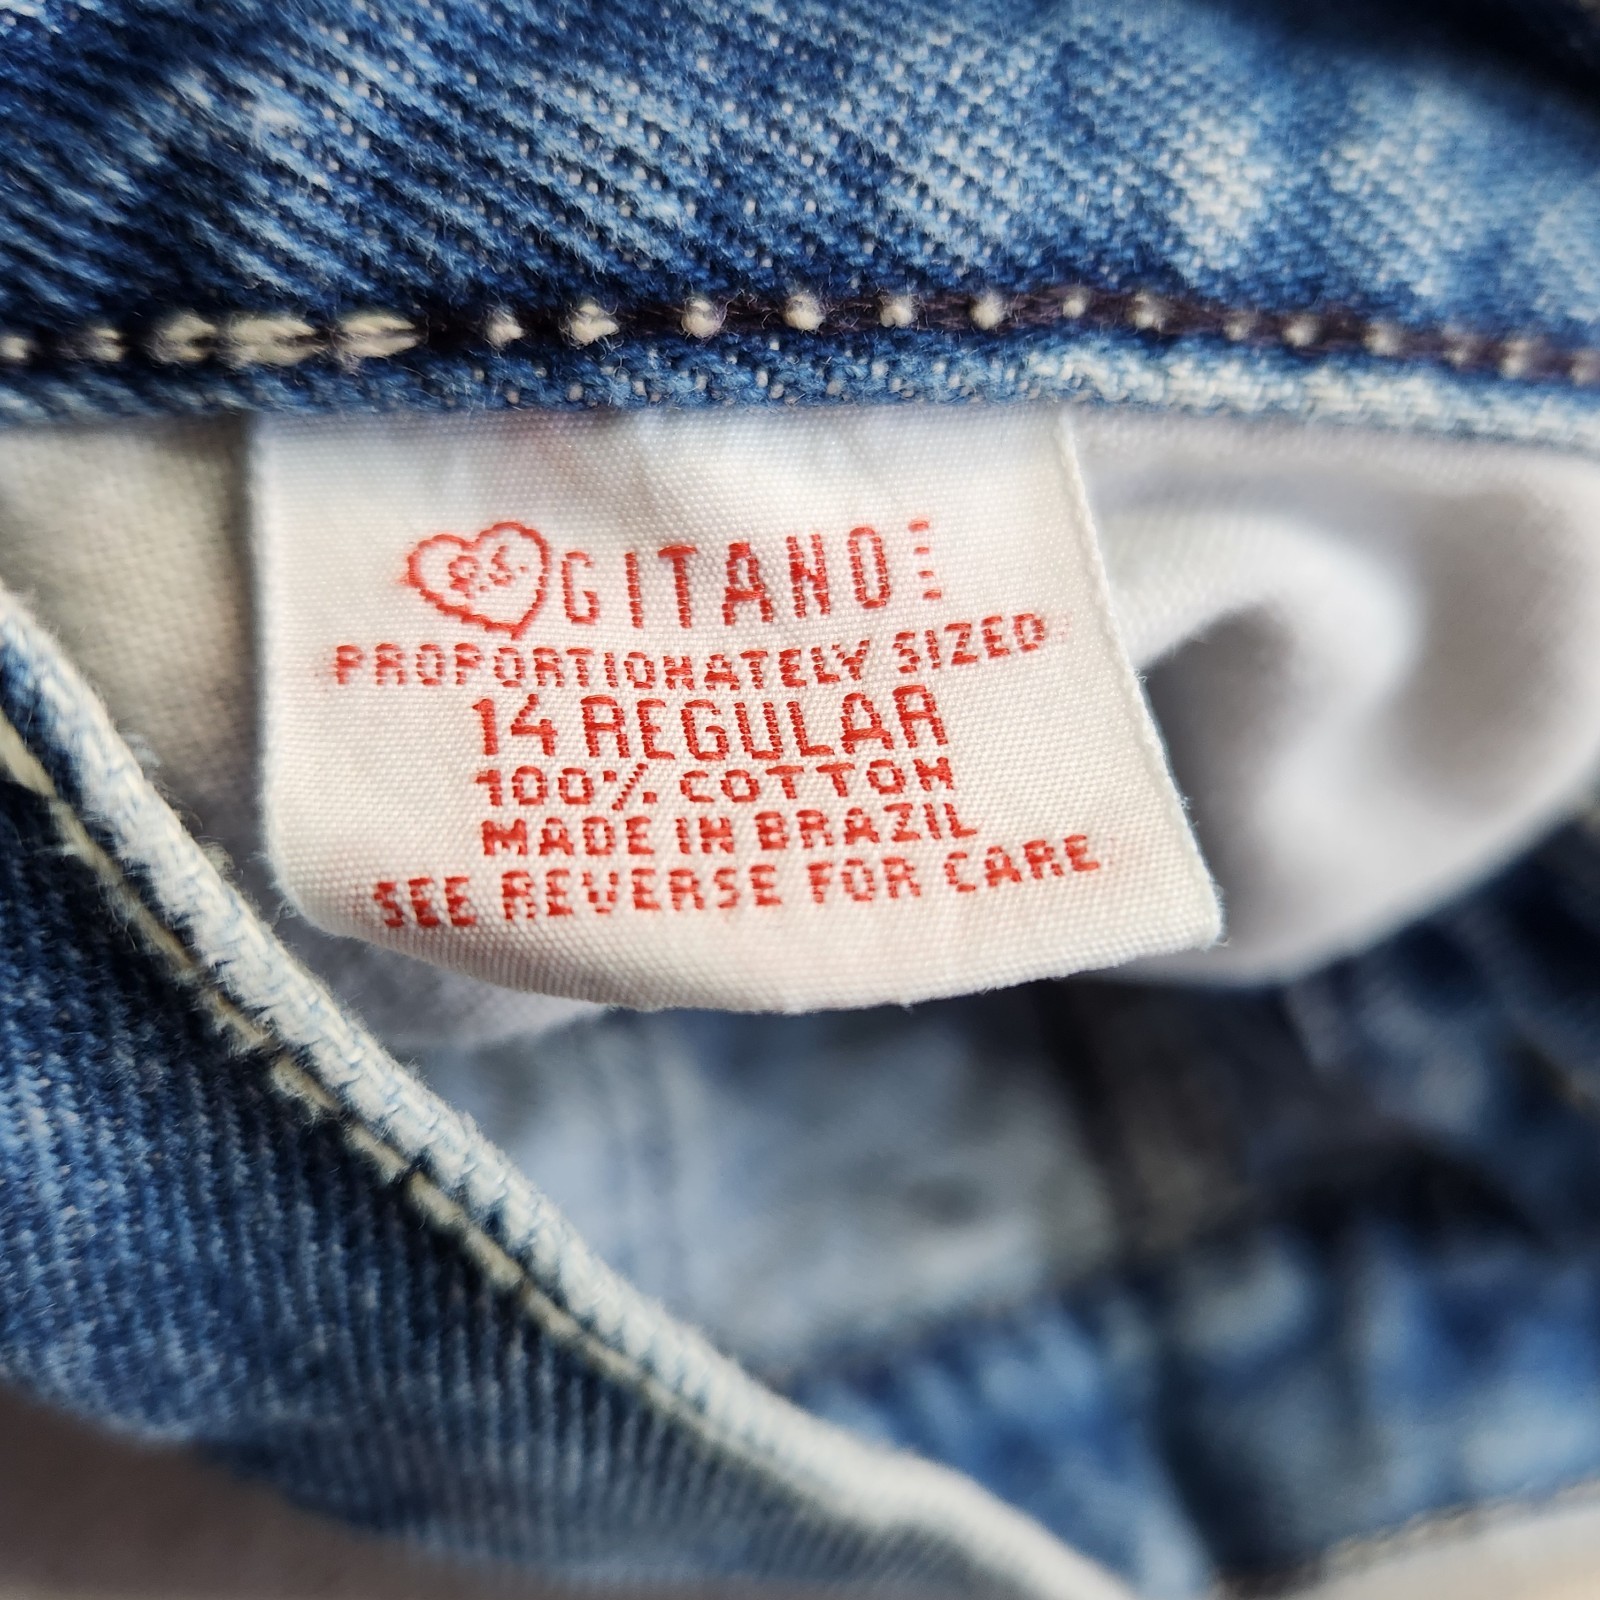 P.S. GITANO
PROPORTIONATELY SIZED
14 REGULAR
100% COTTON
MADE IN BRAZIL
SEE REVERSE FOR CARE